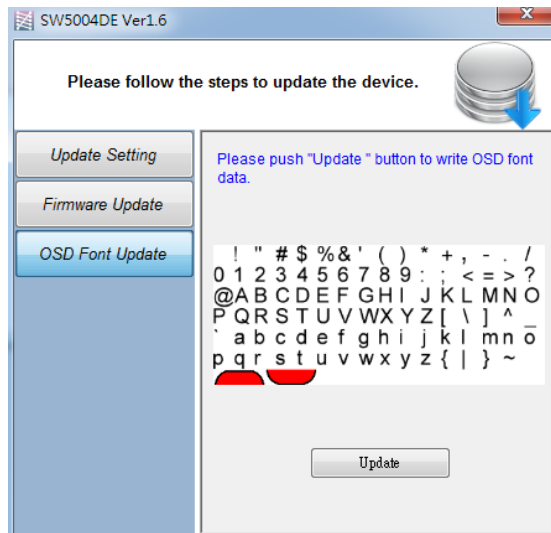 SW5004DE Ver1.6
x
Please follow the steps to update the device.
Update Setting
Firmware Update
OSD Font Update
Please push "Update " button to write OSD font
data.
! " # $ % & ' ( ) * + , - . /
0 1 2 3 4 5 6 7 8 9 : ; < = > ?
@ A B C D E F G H I J K L M N O
P Q R S T U V W X Y Z [ \ ] ^ _
` a b c d e f g h i j k l m n o
p q r s t u v w x y z { | } ~
Update